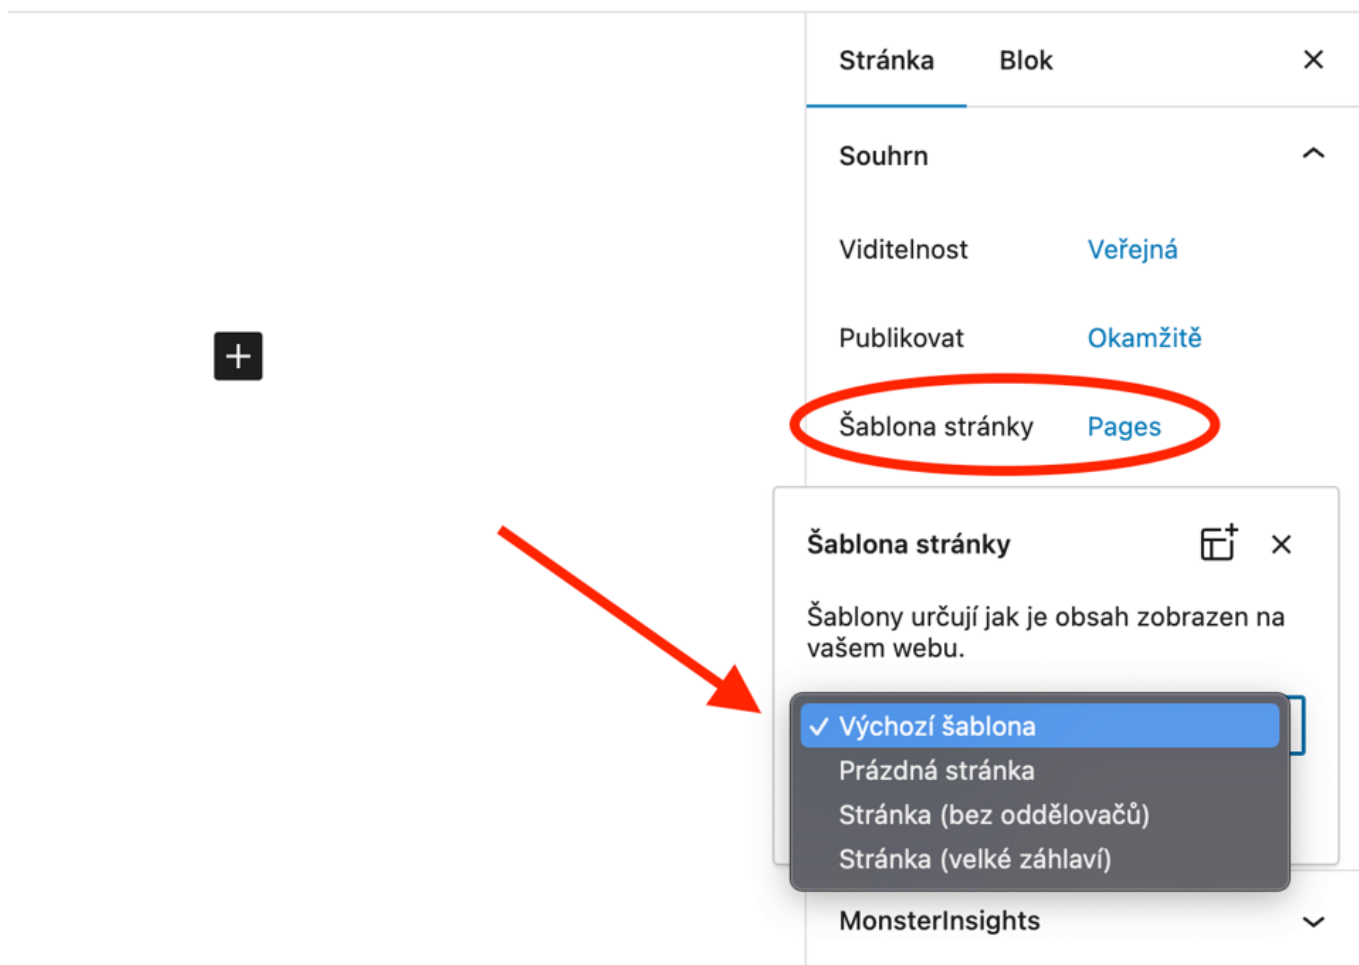 Stránka Blok
Souhrn
Viditelnost Veřejná
Publikovat Okamžitě
Šablona stránky Pages
Šablona stránky
Šablony určují jak je obsah zobrazen na
vašem webu.
Výchozí šablona
Prázdná stránka
Stránka (bez oddělovačů)
Stránka (velké záhlaví)
MonsterInsights